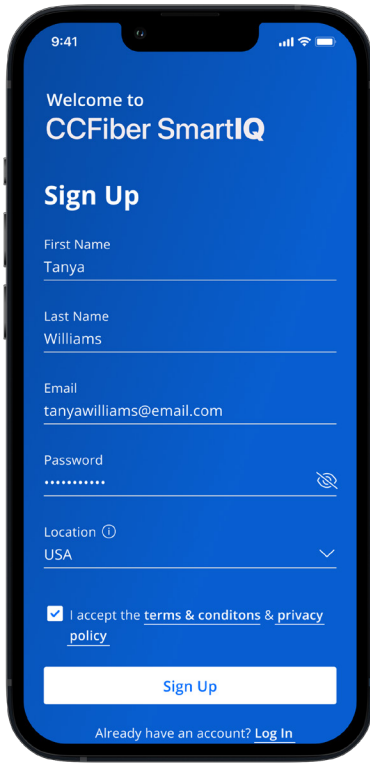 9:41
Welcome to
CCFiber SmartIQ
Sign Up
First Name
Tanya
Last Name
Williams
Email
tanyawilliams@email.com
Password
•••••••••••
Location ⓘ
USA
I accept the terms & conditons & privacy
policy
Sign Up
Already have an account? Log In